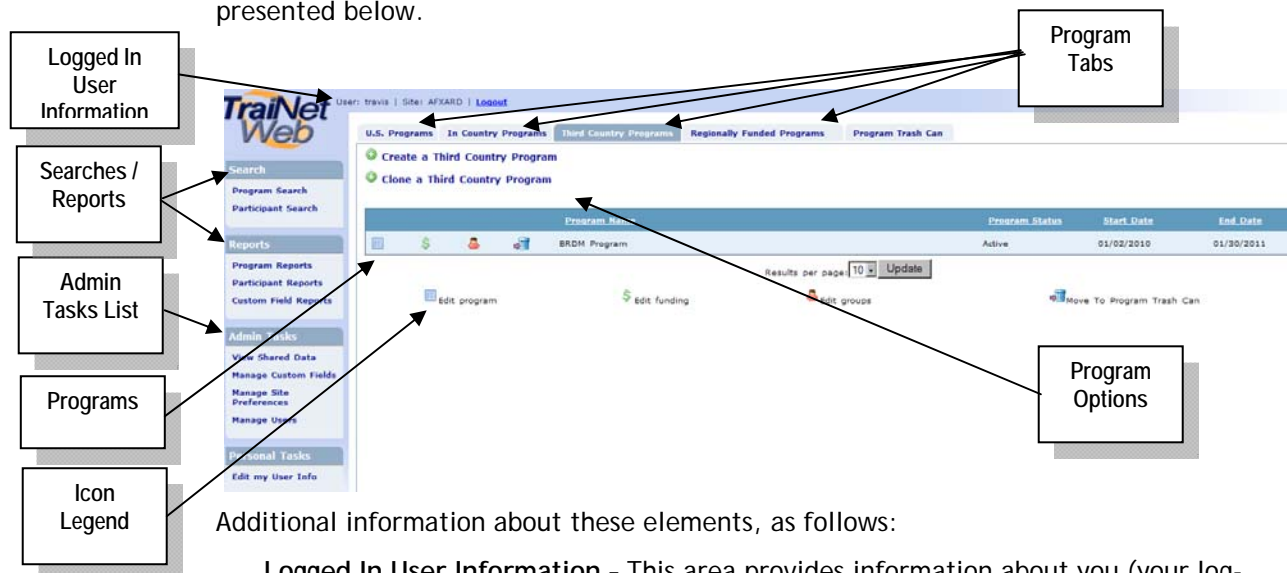 presented below.
Logged In
User
Information
Program
Tabs
TraiNet
Web
User: travis | Site: AFXARD | Logout
U.S. Programs In Country Programs Third Country Programs Regionally Funded Programs Program Trash Can
Searches /
Reports
Create a Third Country Program
Clone a Third Country Program
Search
Program Search
Participant Search
Program Name Program Status Start Date End Date
BRDM Program Active 01/02/2010 01/30/2011
Reports
Program Reports
Participant Reports
Custom Field Reports
Results per page: 10 Update
Edit program Edit funding Edit groups Move To Program Trash Can
Admin
Tasks List
Admin Tasks
View Shared Data
Manage Custom Fields
Manage Site
Preferences
Manage Users
Programs
Program
Options
Personal Tasks
Edit my User Info
Icon
Legend
Additional information about these elements, as follows:
Logged In User Information - This area provides information about you (your log-